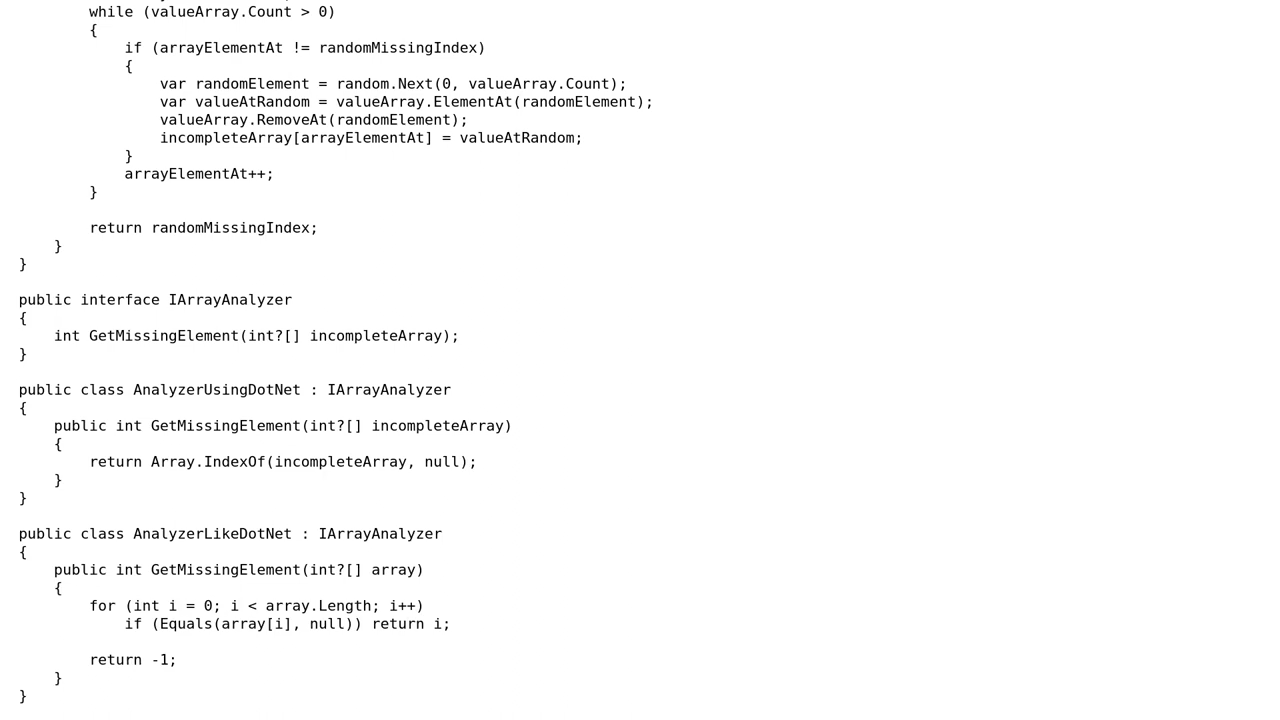 while (valueArray.Count > 0)
{
if (arrayElementAt != randomMissingIndex)
{
var randomElement = random.Next(0, valueArray.Count);
var valueAtRandom = valueArray.ElementAt(randomElement);
valueArray.RemoveAt(randomElement);
incompleteArray[arrayElementAt] = valueAtRandom;
}
arrayElementAt++;
}
return randomMissingIndex;
}
}
public interface IArrayAnalyzer
{
int GetMissingElement(int?[] incompleteArray);
}
public class AnalyzerUsingDotNet : IArrayAnalyzer
{
public int GetMissingElement(int?[] incompleteArray)
{
return Array.IndexOf(incompleteArray, null);
}
}
public class AnalyzerLikeDotNet : IArrayAnalyzer
{
public int GetMissingElement(int?[] array)
{
for (int i = 0; i < array.Length; i++)
if (Equals(array[i], null)) return i;
return -1;
}
}